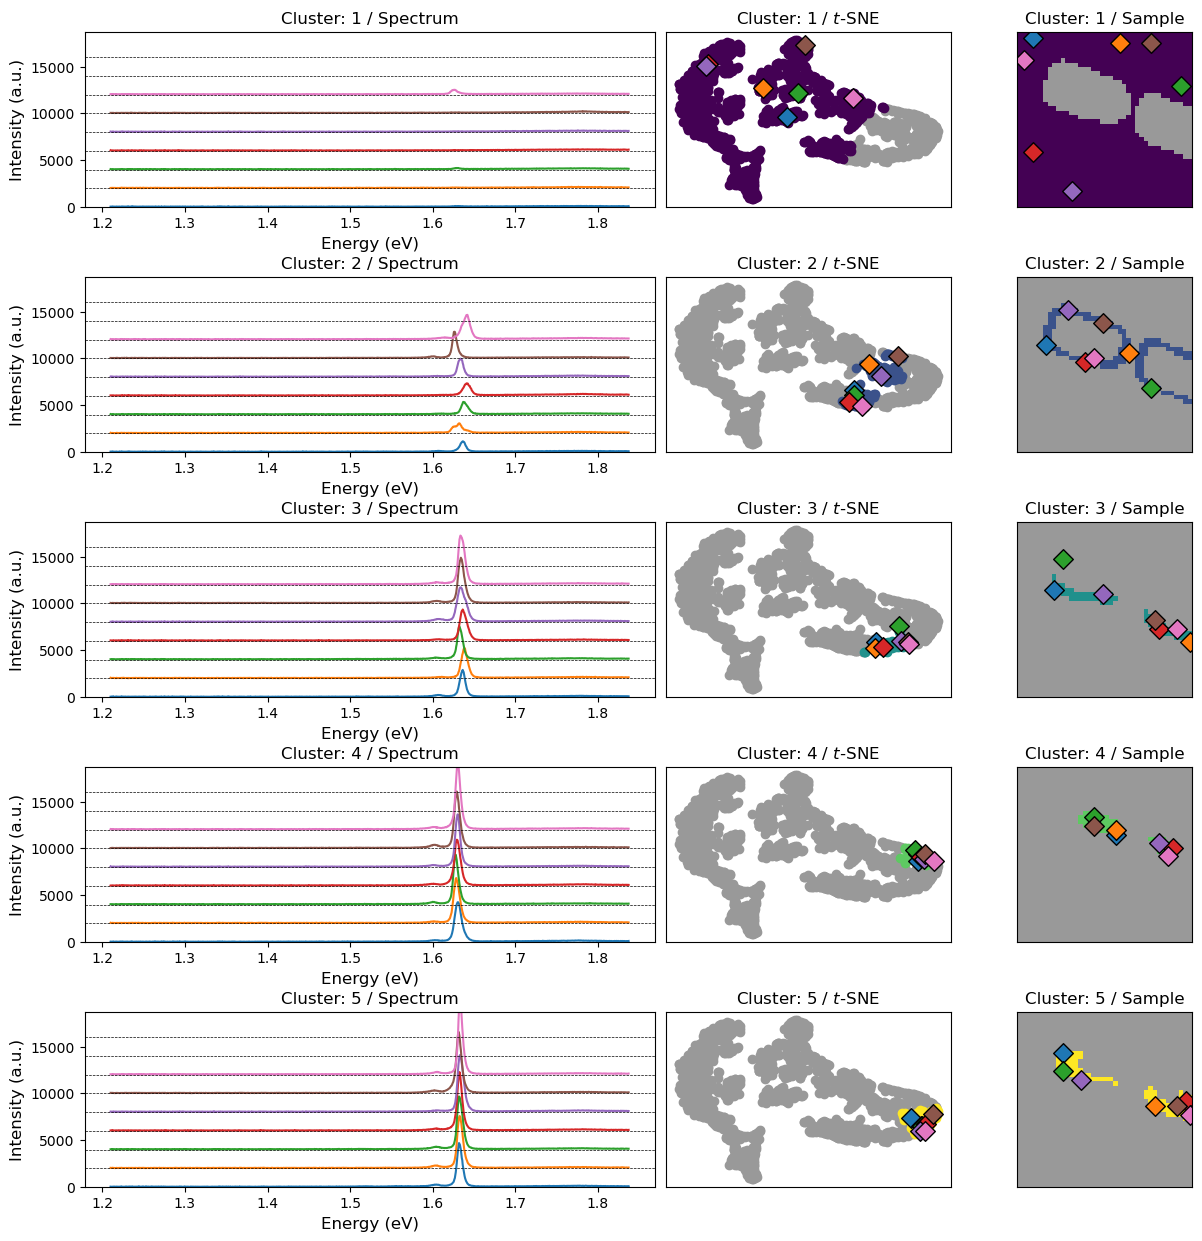 Cluster: 1 / Spectrum
Cluster: 1 / t-SNE
Cluster: 1 / Sample
Intensity (a.u.)
15000
10000
5000
0
1.2 1.3 1.4 1.5 1.6 1.7 1.8
Energy (eV)
Cluster: 2 / Spectrum
Cluster: 2 / t-SNE
Cluster: 2 / Sample
Intensity (a.u.)
15000
10000
5000
0
1.2 1.3 1.4 1.5 1.6 1.7 1.8
Energy (eV)
Cluster: 3 / Spectrum
Cluster: 3 / t-SNE
Cluster: 3 / Sample
Intensity (a.u.)
15000
10000
5000
0
1.2 1.3 1.4 1.5 1.6 1.7 1.8
Energy (eV)
Cluster: 4 / Spectrum
Cluster: 4 / t-SNE
Cluster: 4 / Sample
Intensity (a.u.)
15000
10000
5000
0
1.2 1.3 1.4 1.5 1.6 1.7 1.8
Energy (eV)
Cluster: 5 / Spectrum
Cluster: 5 / t-SNE
Cluster: 5 / Sample
Intensity (a.u.)
15000
10000
5000
0
1.2 1.3 1.4 1.5 1.6 1.7 1.8
Energy (eV)